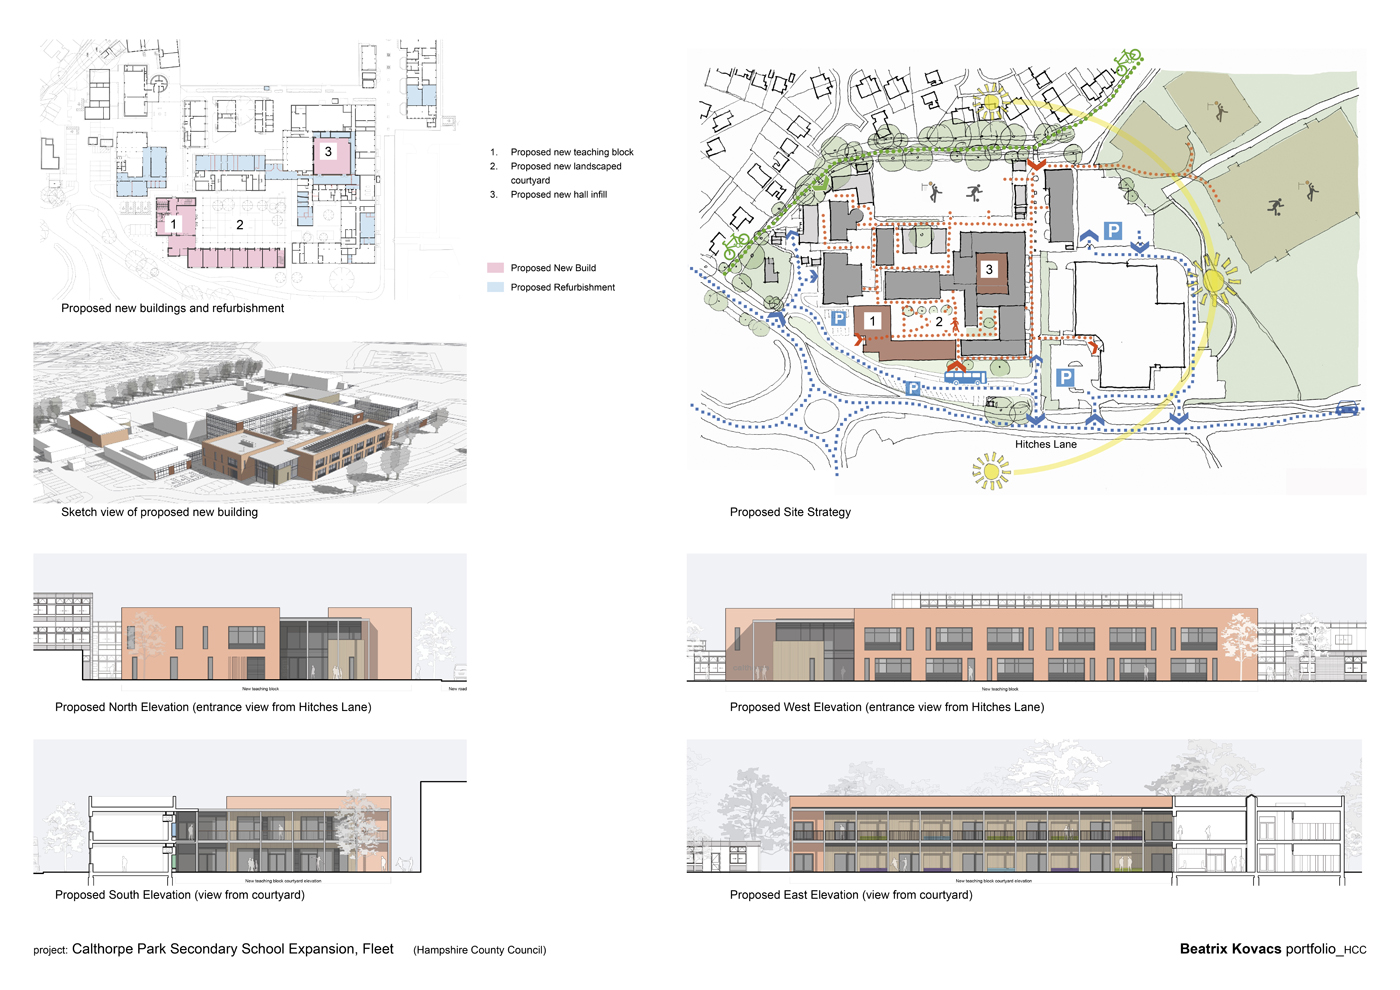 3
1
2
Proposed new buildings and refurbishment
1. Proposed new teaching block
2. Proposed new landscaped
courtyard
3. Proposed new hall infill
Proposed New Build
Proposed Refurbishment
Sketch view of proposed new building
P
3
P
1
2
P
P
Hitches Lane
Proposed Site Strategy
New teaching block
New road
Proposed North Elevation (entrance view from Hitches Lane)
New teaching block
Proposed West Elevation (entrance view from Hitches Lane)
New teaching block courtyard elevation
Proposed South Elevation (view from courtyard)
New teaching block courtyard elevation
Proposed East Elevation (view from courtyard)
project: Calthorpe Park Secondary School Expansion, Fleet (Hampshire County Council)
Beatrix Kovacs portfolio_HCC